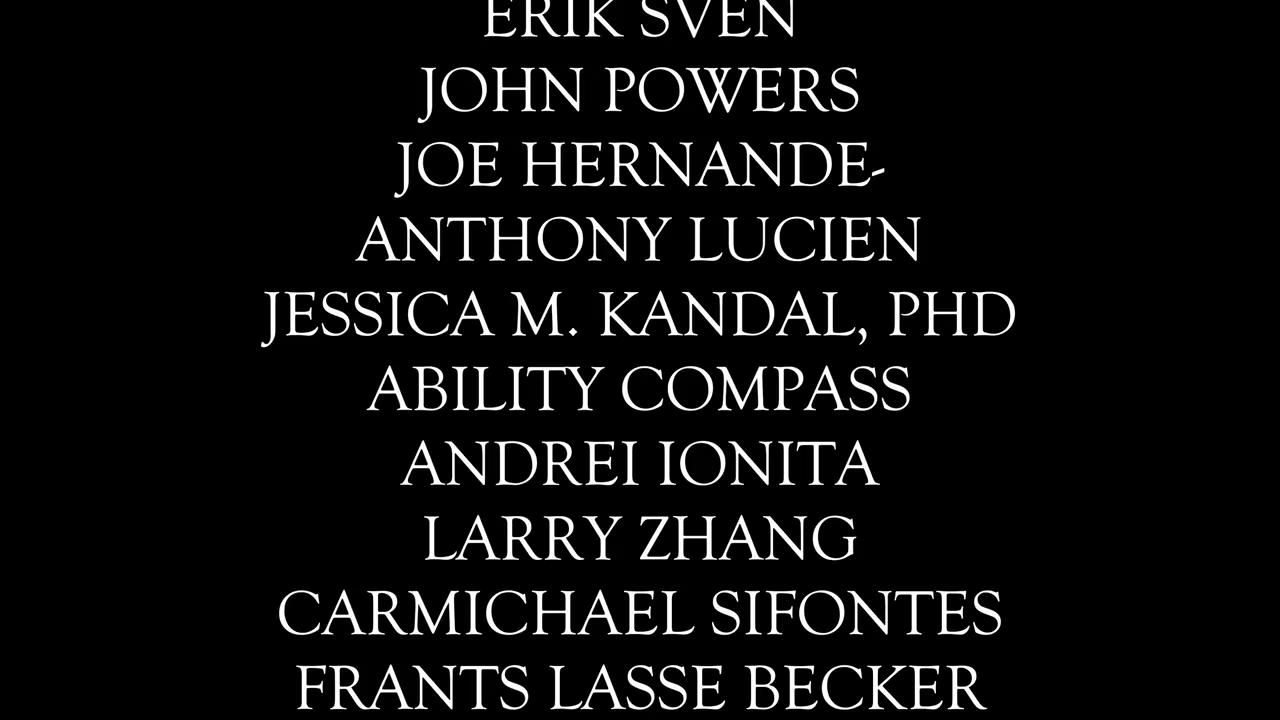 ERIK SVEN
JOHN POWERS
JOE HERNANDE-
ANTHONY LUCIEN
JESSICA M. KANDAL, PHD
ABILITY COMPASS
ANDREI IONITA
LARRY ZHANG
CARMICHAEL SIFONTES
FRANTS LASSE BECKER